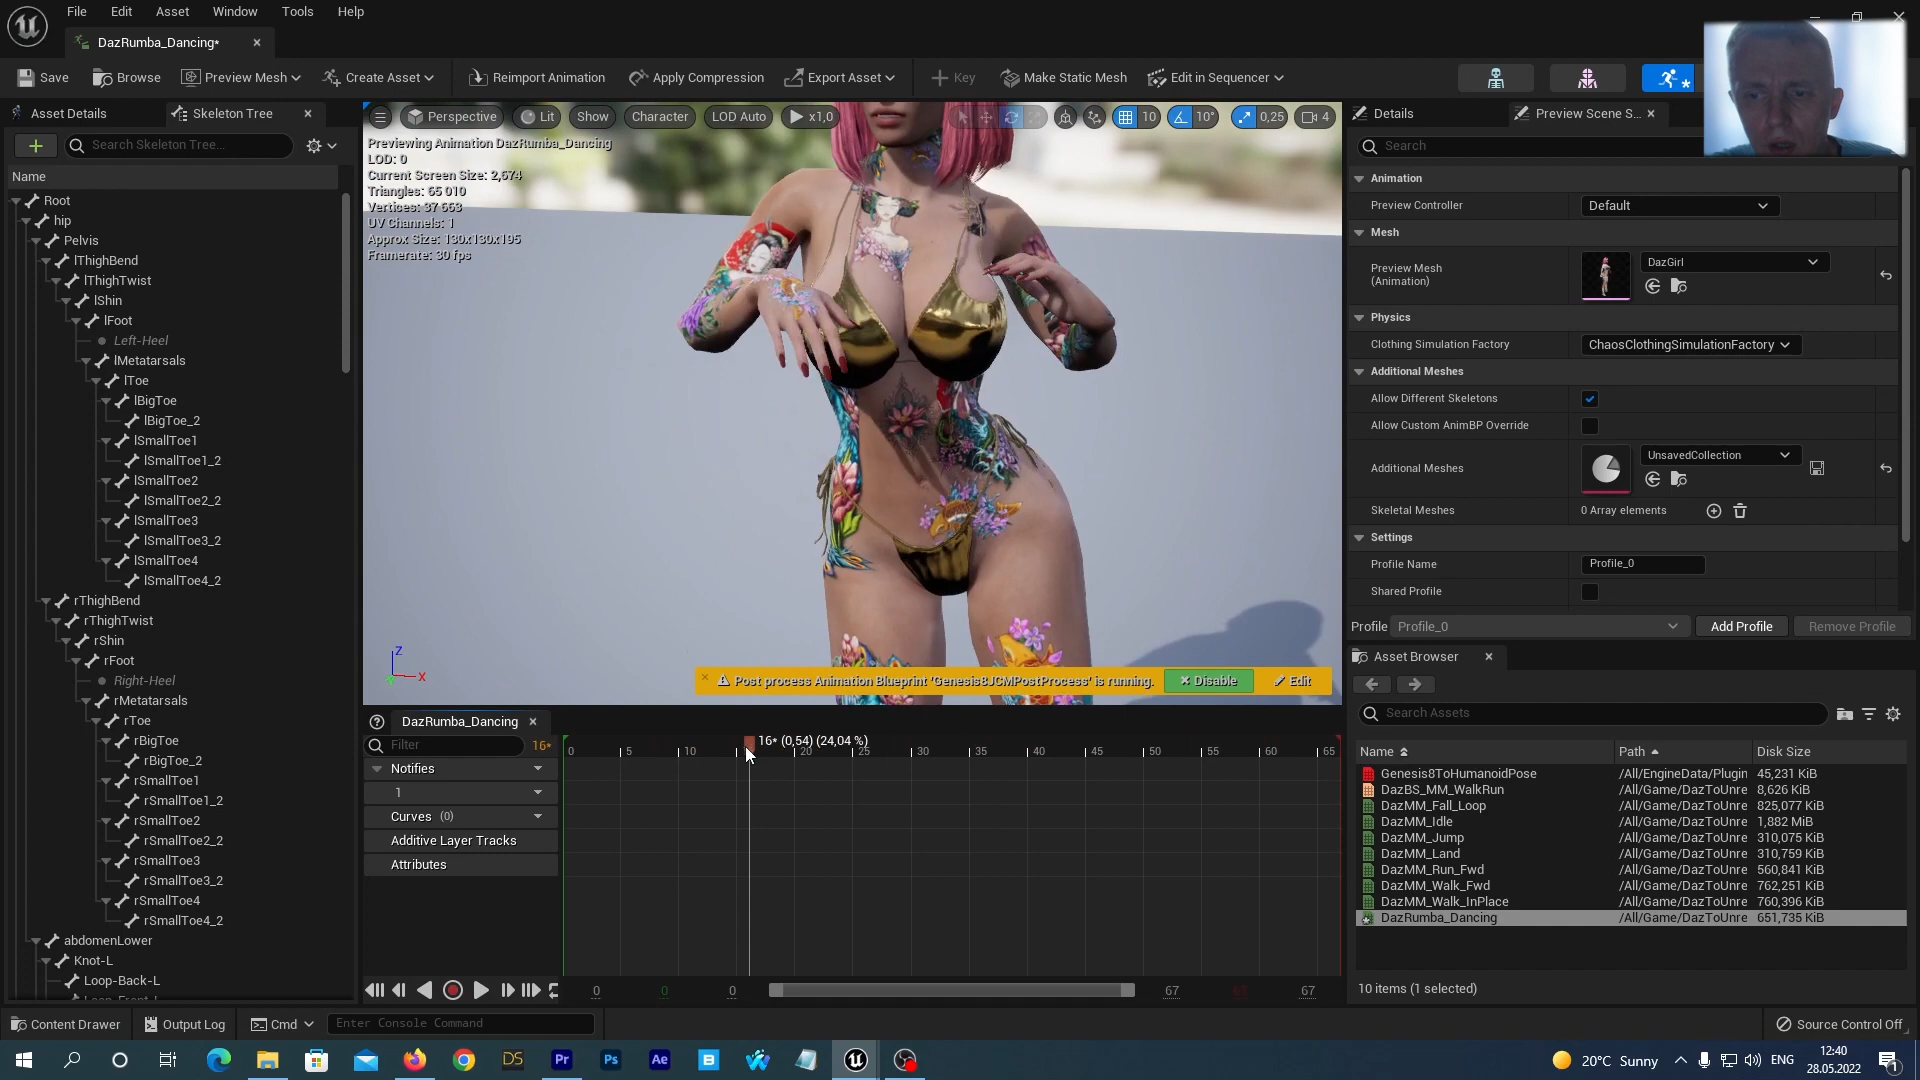 File Edit Asset Window Tools Help
DazRumba_Dancing*
Save Browse Preview Mesh Create Asset Reimport Animation Apply Compression Export Asset Key Make Static Mesh Edit in Sequencer
Asset Details Skeleton Tree
Search Skeleton Tree...
Name
Root
hip
Pelvis
lThighBend
lThighTwist
lShin
lFoot
Left-Heel
lMetatarsals
lToe
lBigToe
lBigToe_2
lSmallToe1
lSmallToe1_2
lSmallToe2
lSmallToe2_2
lSmallToe3
lSmallToe3_2
lSmallToe4
lSmallToe4_2
rThighBend
rThighTwist
rShin
rFoot
Right-Heel
rMetatarsals
rToe
rBigToe
rBigToe_2
rSmallToe1
rSmallToe1_2
rSmallToe2
rSmallToe2_2
rSmallToe3
rSmallToe3_2
rSmallToe4
rSmallToe4_2
abdomenLower
Knot-L
Loop-Back-L
Loop-Front-L
Perspective Lit Show Character LOD Auto x1,0 10 10° 0,25 4
Previewing Animation DazRumba_Dancing
LOD: 0
Current Screen Size: 2,674
Triangles: 65 010
Vertices: 37 663
UV Channels: 1
Approx Size: 130x130x195
Framerate: 30 fps
Z
X
Post process Animation Blueprint 'Genesis8JCMPostProcess' is running. Disable Edit
DazRumba_Dancing
Filter 16*
16* (0,54) (24,04 %)
0 5 10 20 25 30 35 40 45 50 55 60 65
Notifies
1
Curves (0)
Additive Layer Tracks
Attributes
0 0 0 67 67 67
Details Preview Scene S...
Search
Animation
Preview Controller Default
Mesh
Preview Mesh (Animation) DazGirl
Physics
Clothing Simulation Factory ChaosClothingSimulationFactory
Additional Meshes
Allow Different Skeletons
Allow Custom AnimBP Override
Additional Meshes UnsavedCollection
Skeletal Meshes 0 Array elements
Settings
Profile Name Profile_0
Shared Profile
Profile Profile_0 Add Profile Remove Profile
Asset Browser
Search Assets
Name Path Disk Size
Genesis8ToHumanoidPose /All/EngineData/Plugin 45,231 KiB
DazBS_MM_WalkRun /All/Game/DazToUnre 8,626 KiB
DazMM_Fall_Loop /All/Game/DazToUnre 825,077 KiB
DazMM_Idle /All/Game/DazToUnre 1,882 MiB
DazMM_Jump /All/Game/DazToUnre 310,075 KiB
DazMM_Land /All/Game/DazToUnre 310,759 KiB
DazMM_Run_Fwd /All/Game/DazToUnre 560,841 KiB
DazMM_Walk_Fwd /All/Game/DazToUnre 762,251 KiB
DazMM_Walk_InPlace /All/Game/DazToUnre 760,396 KiB
DazRumba_Dancing /All/Game/DazToUnre 651,735 KiB
10 items (1 selected)
Content Drawer Output Log Cmd Enter Console Command Source Control Off
DS Pr Ps Ae B 20°C Sunny ENG 12:40
28.05.2022 1